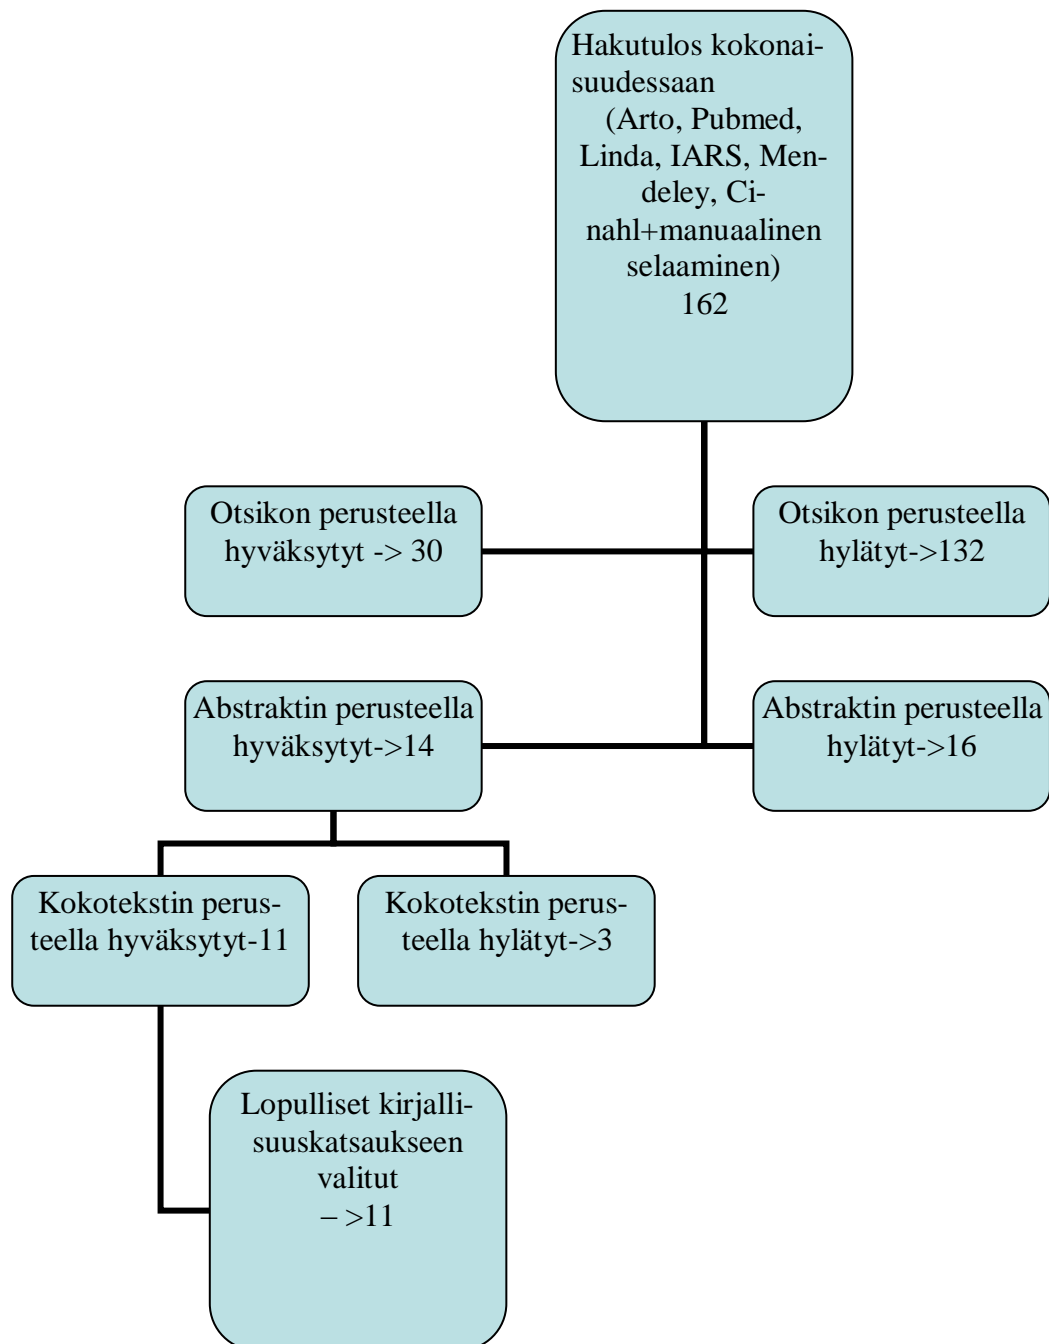 Hakutulos kokonai-
suudessaan
(Arto, Pubmed,
Linda, IARS, Men-
deley, Ci-
nahl+manuaalinen
selaaminen)
162
Otsikon perusteella
hyväksytyt -> 30
Otsikon perusteella
hylätyt->132
Abstraktin perusteella
hyväksytyt->14
Abstraktin perusteella
hylätyt->16
Kokotekstin perus-
teella hyväksytyt-11
Kokotekstin perus-
teella hylätyt->3
Lopulliset kirjalli-
suuskatsaukseen
valitut
– >11